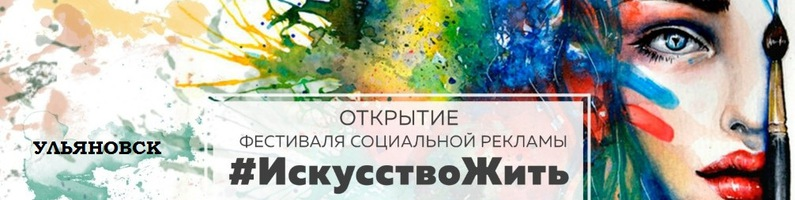 ОТКРЫТИЕ
ФЕСТИВАЛЯ СОЦИАЛЬНОЙ РЕКЛАМЫ
УЛЬЯНОВСК
#ИскусствоЖить